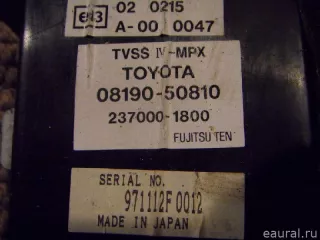 e13 02 0215
A-00 0047
TVSS IV-MPX
TOYOTA
08190-50810
237000-1800
FUJITSU TEN
SERIAL NO.
971112F0012
MADE IN JAPAN
eaural.ru